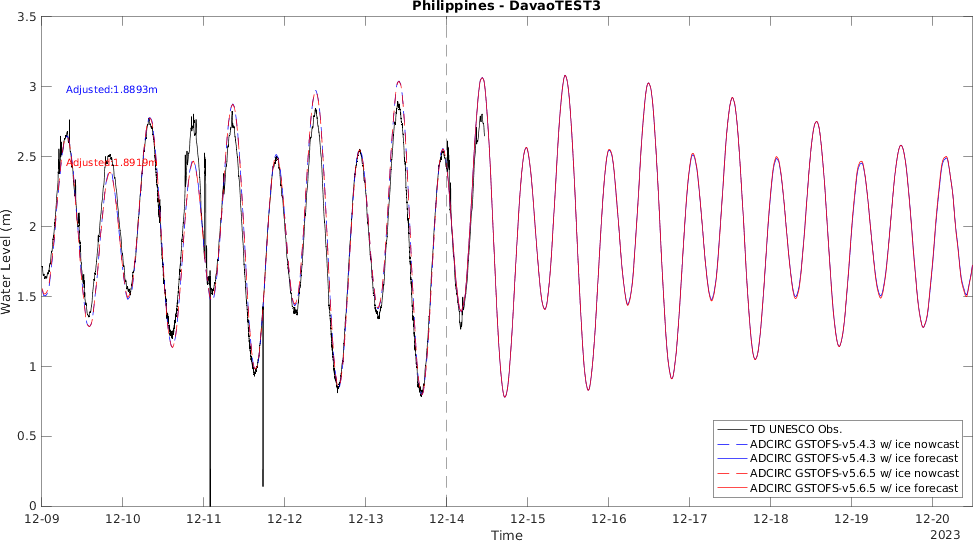 Philippines - DavaoTEST3
3.5
3
2.5
2
1.5
1
0.5
0
Water Level (m)
Adjusted:1.8893m
Adjusted:1.8919m
TD UNESCO Obs.
ADCIRC GSTOFS-v5.4.3 w/ ice nowcast
ADCIRC GSTOFS-v5.4.3 w/ ice forecast
ADCIRC GSTOFS-v5.6.5 w/ ice nowcast
ADCIRC GSTOFS-v5.6.5 w/ ice forecast
12-09 12-10 12-11 12-12 12-13 12-14 12-15 12-16 12-17 12-18 12-19 12-20
2023
Time